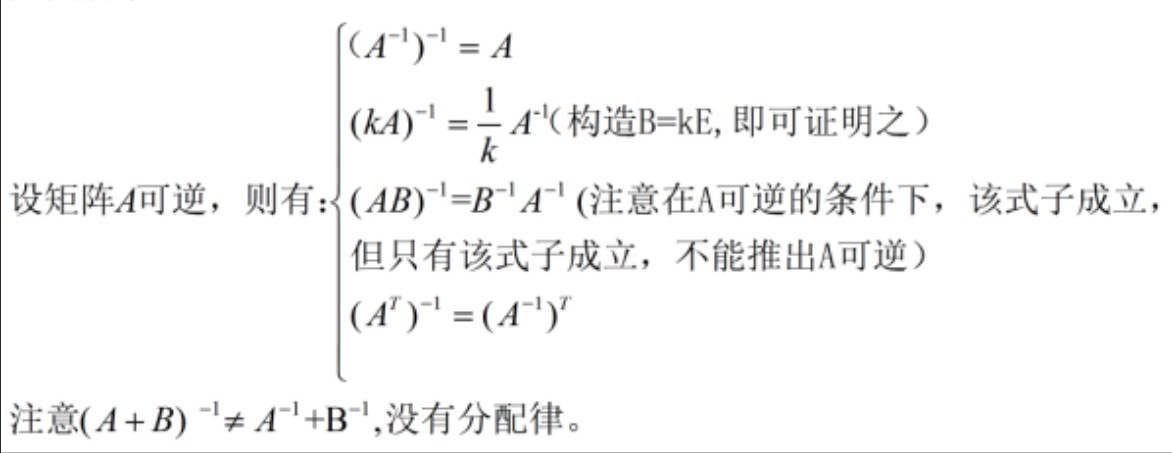 (A⁻¹)⁻¹ = A
(kA)⁻¹ = 1/k A⁻¹(构造B=kE,即可证明之)
设矩阵A可逆，则有:
(AB)⁻¹=B⁻¹A⁻¹ (注意在A可逆的条件下，该式子成立，
但只有该式子成立，不能推出A可逆)
(Aᵀ)⁻¹ = (A⁻¹)ᵀ
注意(A+B) ⁻¹≠ A⁻¹+B⁻¹,没有分配律。